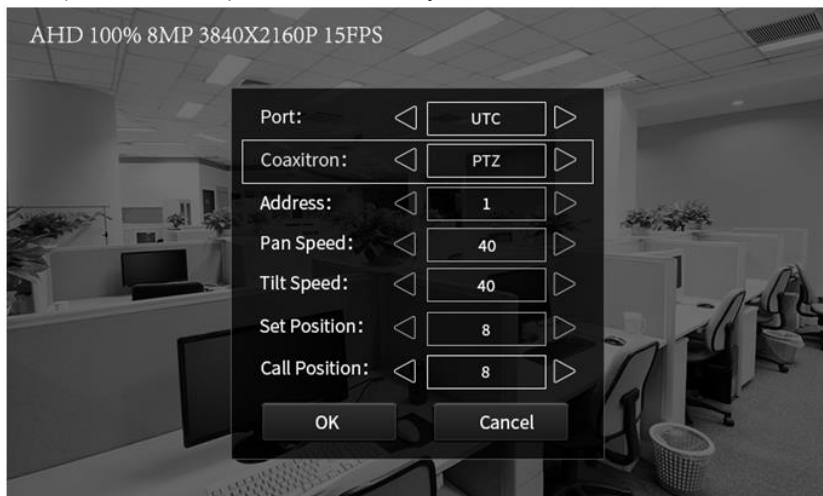 AHD 100% 8MP 3840X2160P 15FPS
Port: UTC
Coaxitron: PTZ
Address: 1
Pan Speed: 40
Tilt Speed: 40
Set Position: 8
Call Position: 8
OK Cancel